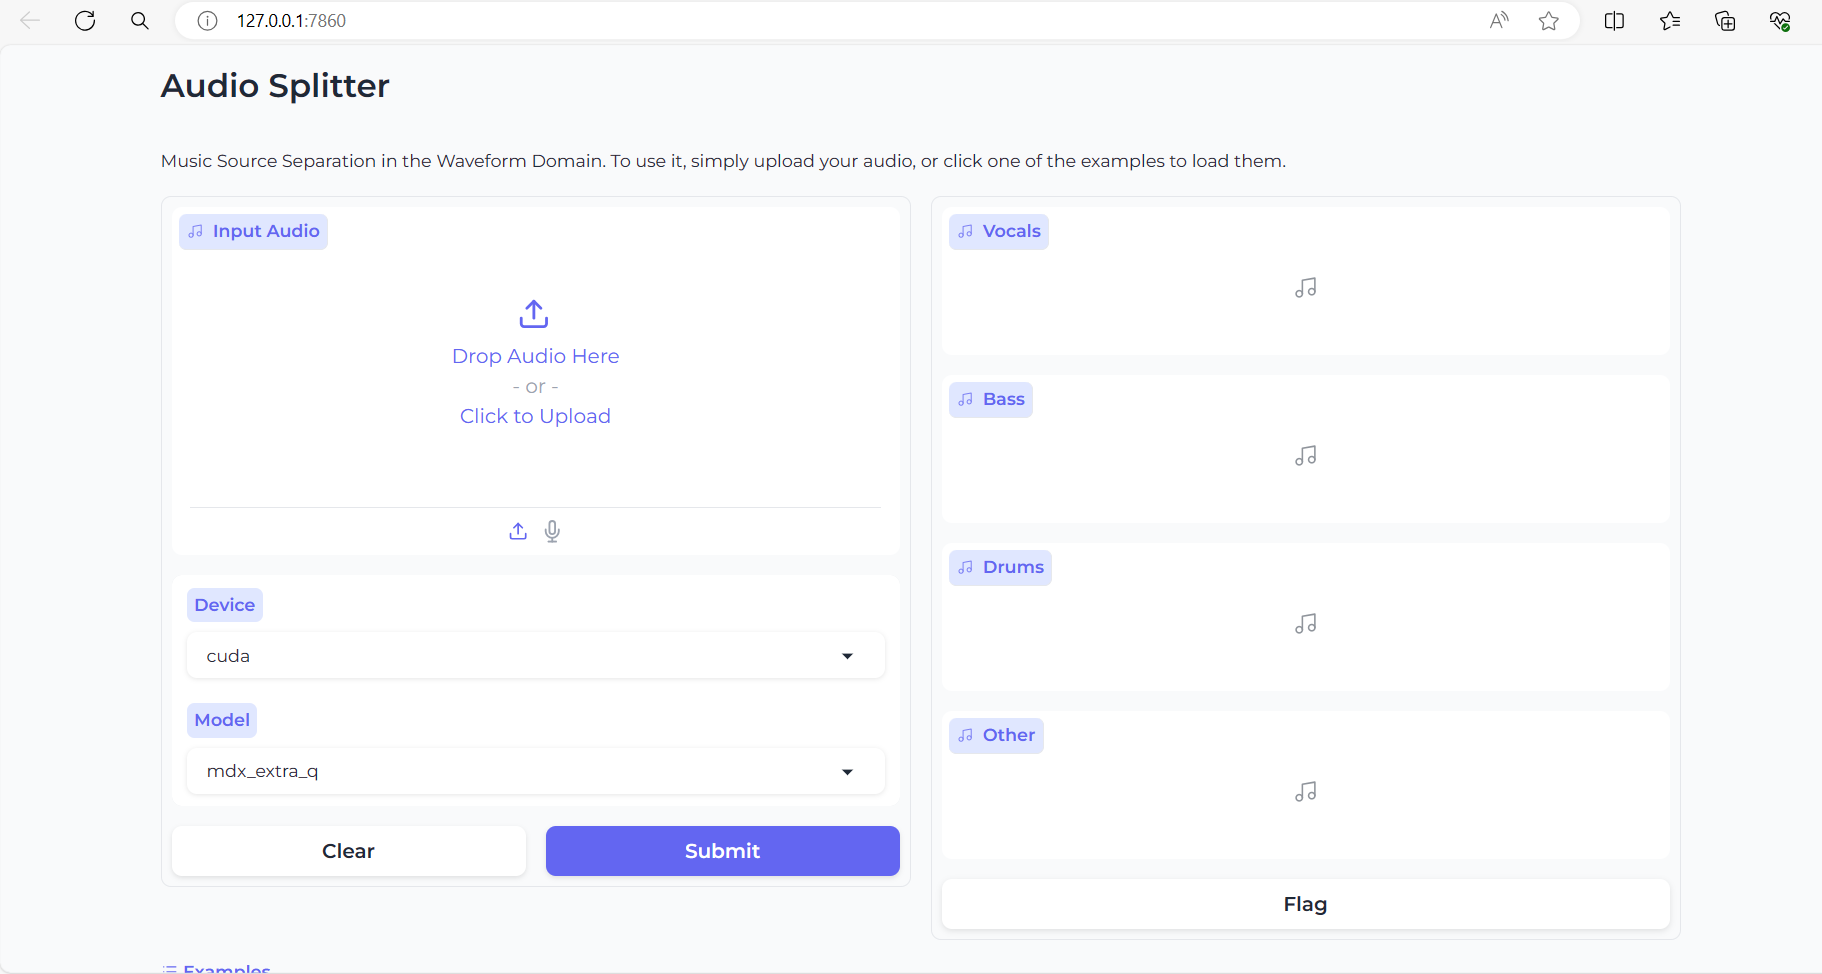 127.0.0.1:7860
Audio Splitter
Music Source Separation in the Waveform Domain. To use it, simply upload your audio, or click one of the examples to load them.
Input Audio
Drop Audio Here
- or -
Click to Upload
Device
cuda
Model
mdx_extra_q
Clear
Submit
Vocals
Bass
Drums
Other
Flag
Examples